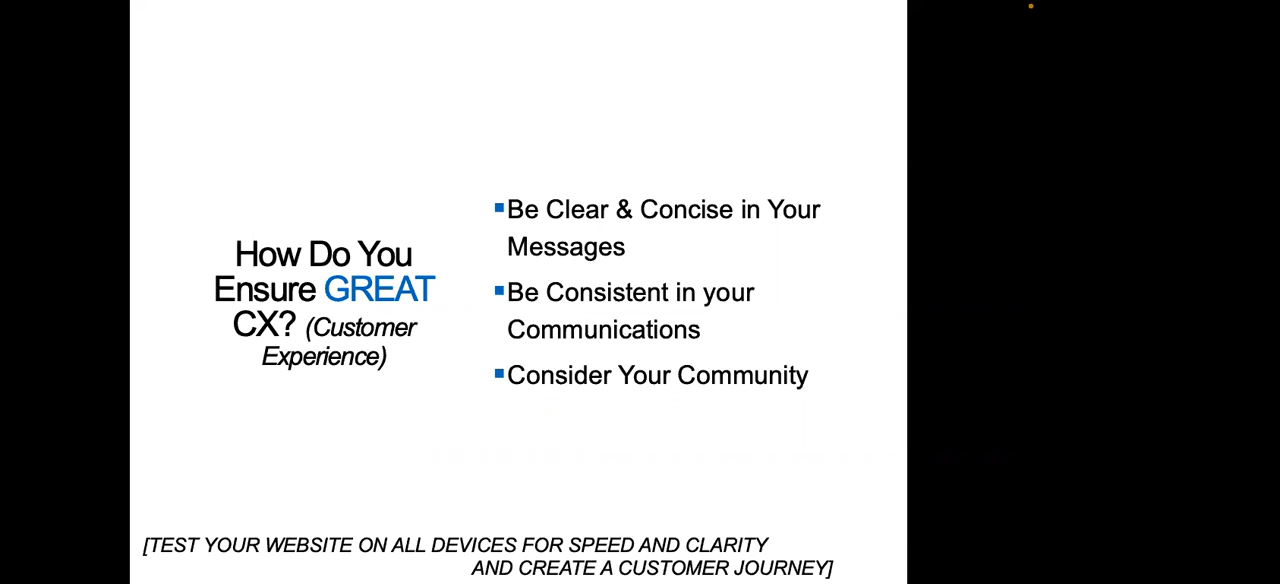 How Do You
Ensure GREAT
CX? (Customer
Experience)
▪Be Clear & Concise in Your
Messages
▪Be Consistent in your
Communications
▪Consider Your Community
[TEST YOUR WEBSITE ON ALL DEVICES FOR SPEED AND CLARITY
AND CREATE A CUSTOMER JOURNEY]